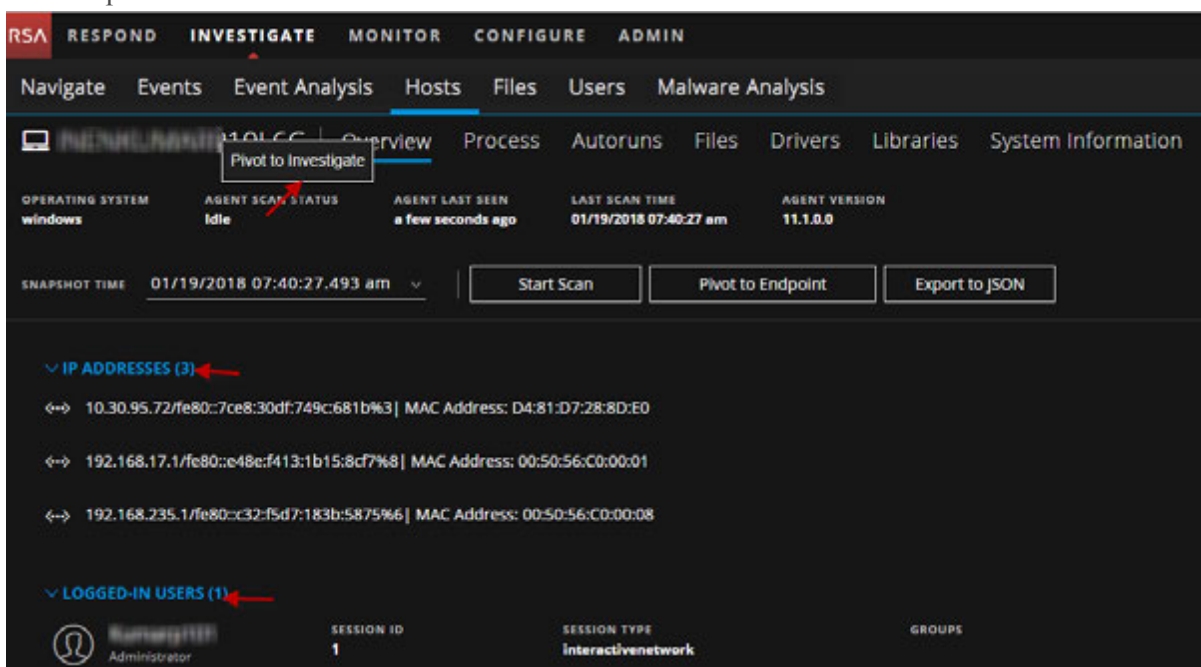 RSA RESPOND INVESTIGATE MONITOR CONFIGURE ADMIN
Navigate Events Event Analysis Hosts Files Users Malware Analysis
Overview Process Autoruns Files Drivers Libraries System Information
Pivot to Investigate
OPERATING SYSTEM AGENT SCAN STATUS AGENT LAST SEEN LAST SCAN TIME AGENT VERSION
windows Idle a few seconds ago 01/19/2018 07:40:27 am 11.1.0.0
SNAPSHOT TIME 01/19/2018 07:40:27.493 am Start Scan Pivot to Endpoint Export to JSON
IP ADDRESSES (3)
10.30.95.72/fe80::7ce8:30df:749c:681b%3| MAC Address: D4:81:D7:28:8D:E0
192.168.17.1/fe80::e48e:f413:1b15:8cf7%8| MAC Address: 00:50:56:C0:00:01
192.168.235.1/fe80::c32:f5d7:183b:5875%6| MAC Address: 00:50:56:C0:00:08
LOGGED-IN USERS (1)
SESSION ID SESSION TYPE GROUPS
Administrator 1 interactivenetwork